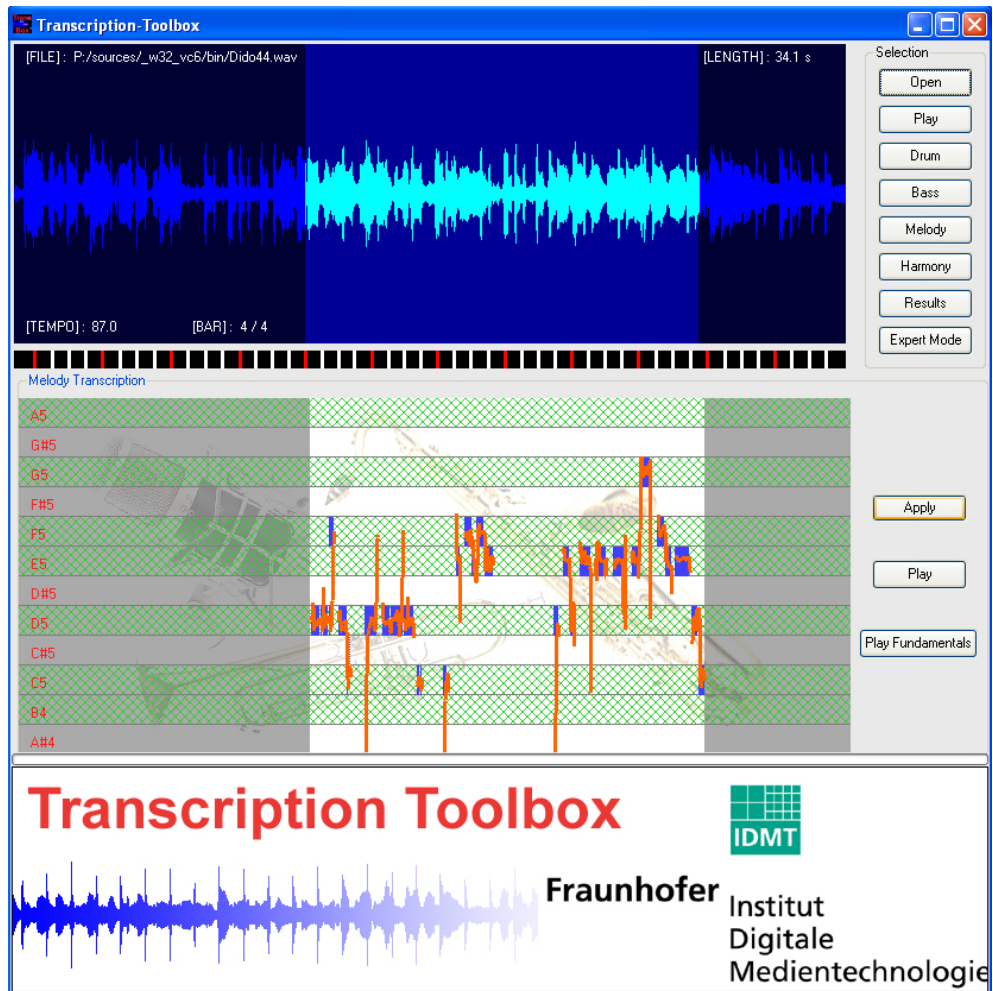 Transcription-Toolbox
[FILE] : P:/sources/_w32_vc6/bin/Dido44.wav
[LENGTH] : 34.1 s
[TEMPO] : 87.0
[BAR] : 4 / 4
Selection
Open
Play
Drum
Bass
Melody
Harmony
Results
Expert Mode
Melody Transcription
A5
G#5
G5
F#5
F5
E5
D#5
D5
C#5
C5
B4
A#4
Apply
Play
Play Fundamentals
Transcription Toolbox
IDMT
Fraunhofer
Institut
Digitale
Medientechnologie